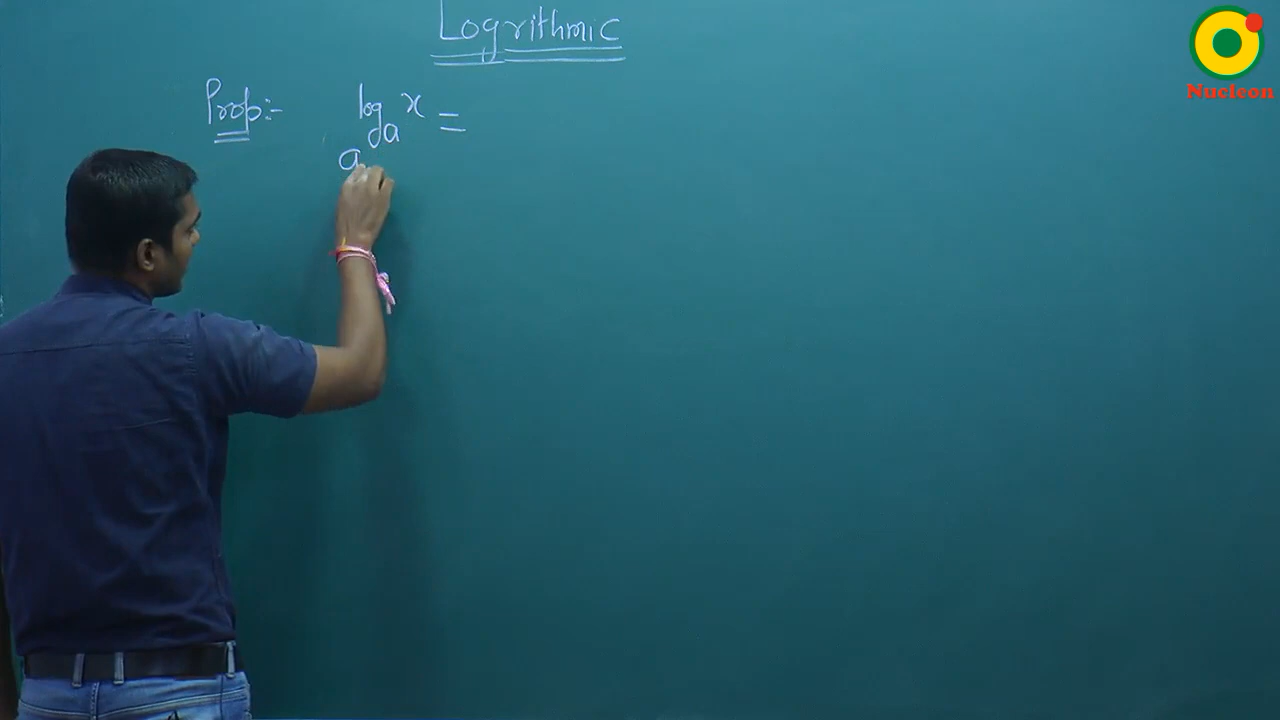 Logrithmic
Nucleon
Prop:- a^log_a x =